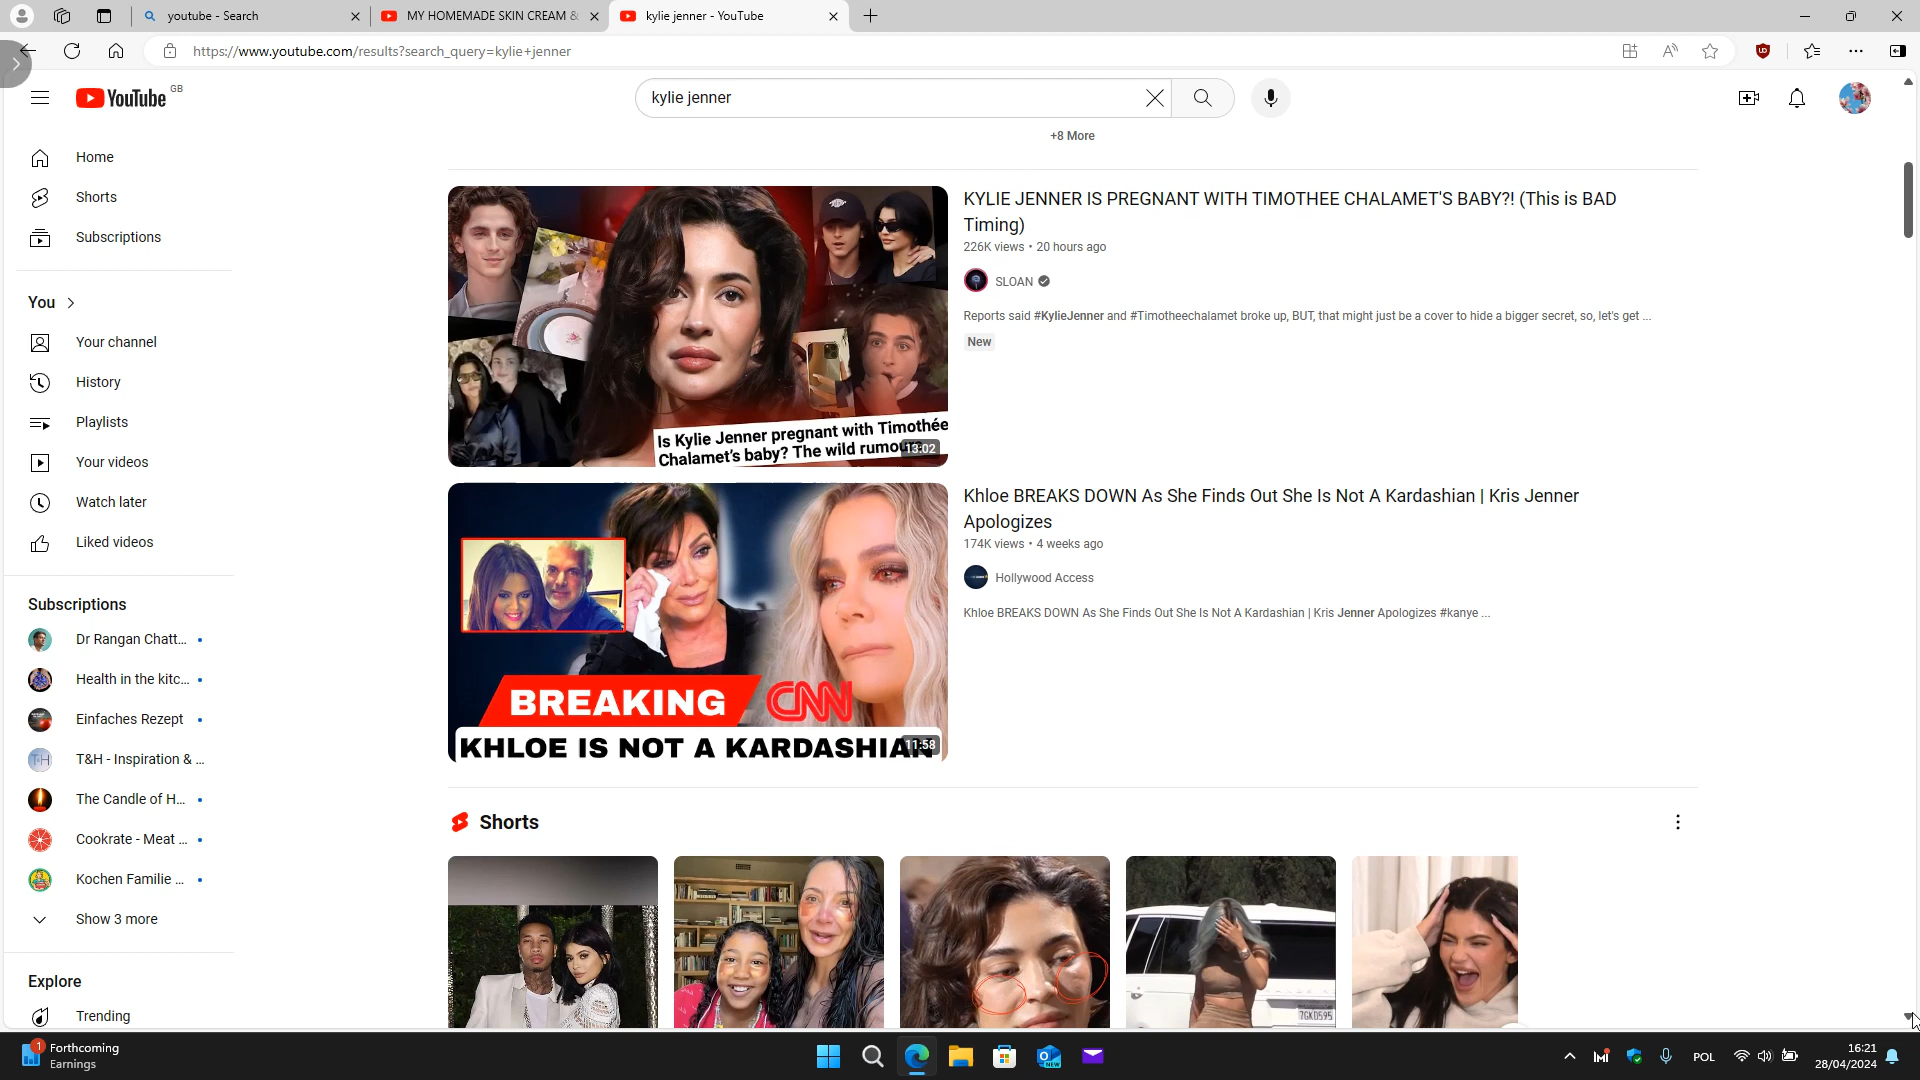 youtube - Search
MY HOMEMADE SKIN CREAM &
kylie jenner - YouTube
https://www.youtube.com/results?search_query=kylie+jenner
YouTube GB
kylie jenner
+8 More
Home
Shorts
Subscriptions
You
Your channel
History
Playlists
Your videos
Watch later
Liked videos
Subscriptions
Dr Rangan Chatt...
Health in the kitc...
Einfaches Rezept
T&H - Inspiration & ...
The Candle of H...
Cookrate - Meat ...
Kochen Familie ...
Show 3 more
Explore
Trending
Is Kylie Jenner pregnant with Timothée
Chalamet's baby? The wild rumours
13:02
KYLIE JENNER IS PREGNANT WITH TIMOTHEE CHALAMET'S BABY?! (This is BAD
Timing)
226K views • 20 hours ago
SLOAN
Reports said #KylieJenner and #Timotheechalamet broke up, BUT, that might just be a cover to hide a bigger secret, so, let's get ...
New
BREAKING CNN
KHLOE IS NOT A KARDASHIAN
11:58
Khloe BREAKS DOWN As She Finds Out She Is Not A Kardashian | Kris Jenner
Apologizes
174K views • 4 weeks ago
Hollywood Access
Khloe BREAKS DOWN As She Finds Out She Is Not A Kardashian | Kris Jenner Apologizes #kanye ...
Shorts
7GKD595
1
Forthcoming
Earnings
NEW
POL
16:21
28/04/2024